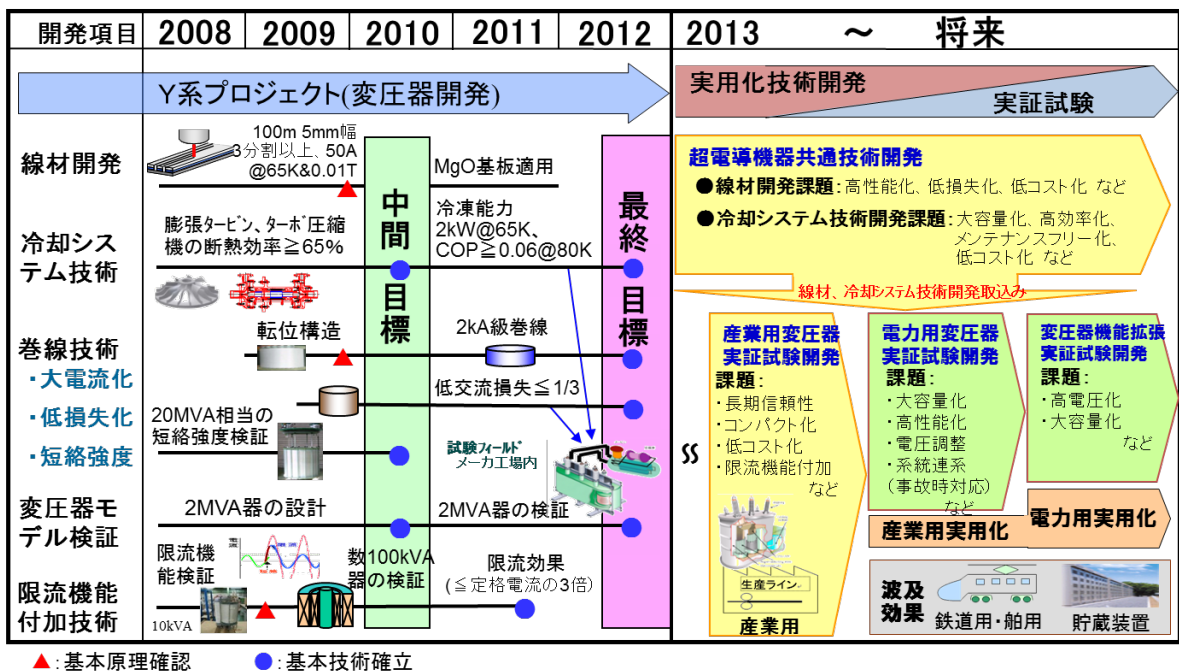 開発項目
2008
2009
2010
2011
2012
2013 ～ 将来
Y系プロジェクト(変圧器開発)
実用化技術開発
実証試験
線材開発
100m 5mm幅
3分割以上、50A
@65K&0.01T
MgO基板適用
中間目標
最終目標
冷却システム技術
膨張タービン、ターボ圧縮
機の断熱効率≧65%
冷凍能力
2kW@65K、
COP≧0.06@80K
巻線技術
・大電流化
・低損失化
・短絡強度
転位構造
2kA級巻線
低交流損失≦1/3
20MVA相当の
短絡強度検証
試験フィールド
メーカ工場内
変圧器モ
デル検証
2MVA器の設計
2MVA器の検証
限流機能
付加技術
限流機
能検証
電流
10kVA
数100kVA
器の検証
限流効果
(≦定格電流の3倍)
超電導機器共通技術開発
●線材開発課題：高性能化、低損失化、低コスト化 など
●冷却システム技術開発課題：大容量化、高効率化、
メンテナンスフリー化、
低コスト化 など
線材、冷却システム技術開発取込み
産業用変圧器
実証試験開発
課題：
・長期信頼性
・コンパクト化
・低コスト化
・限流機能付加
など
生産ライン
産業用
電力用変圧器
実証試験開発
課題：
・大容量化
・高性能化
・電圧調整
・系統連系
(事故時対応)
など
変圧器機能拡張
実証試験開発
課題：
・高電圧化
・大容量化
など
産業用実用化
電力用実用化
波及
効果
鉄道用・舶用
貯蔵装置
▲：基本原理確認
●：基本技術確立